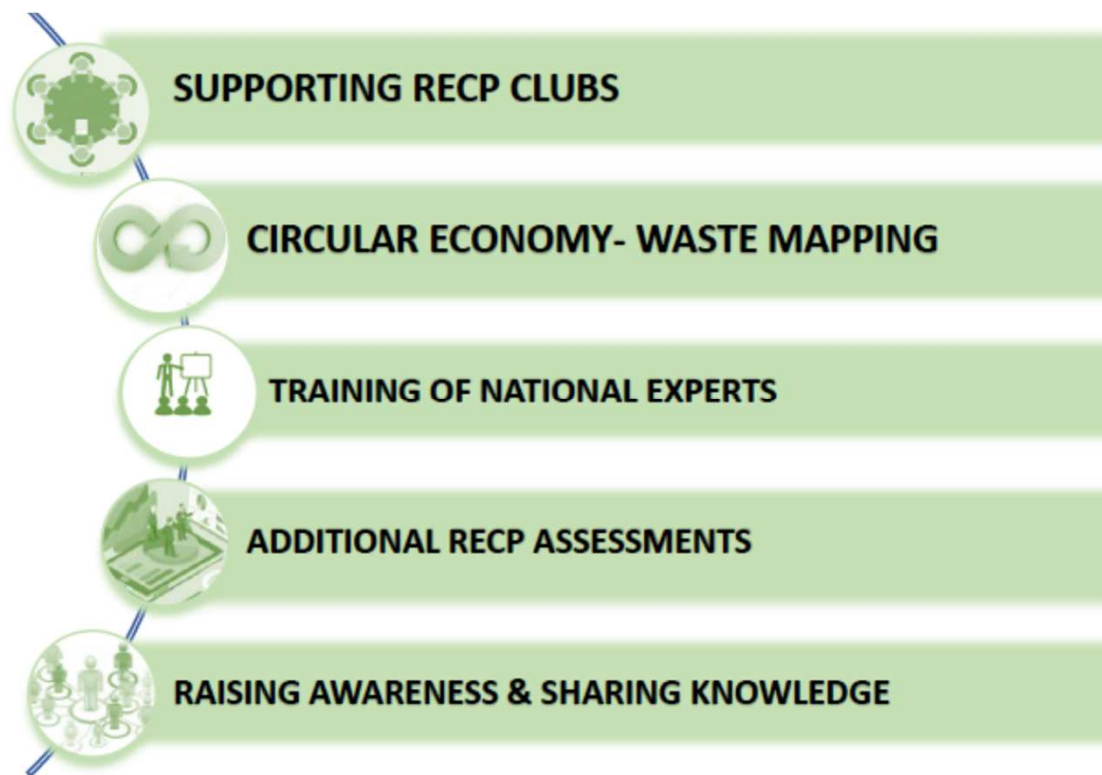 SUPPORTING RECP CLUBS
CIRCULAR ECONOMY- WASTE MAPPING
TRAINING OF NATIONAL EXPERTS
ADDITIONAL RECP ASSESSMENTS
RAISING AWARENESS & SHARING KNOWLEDGE